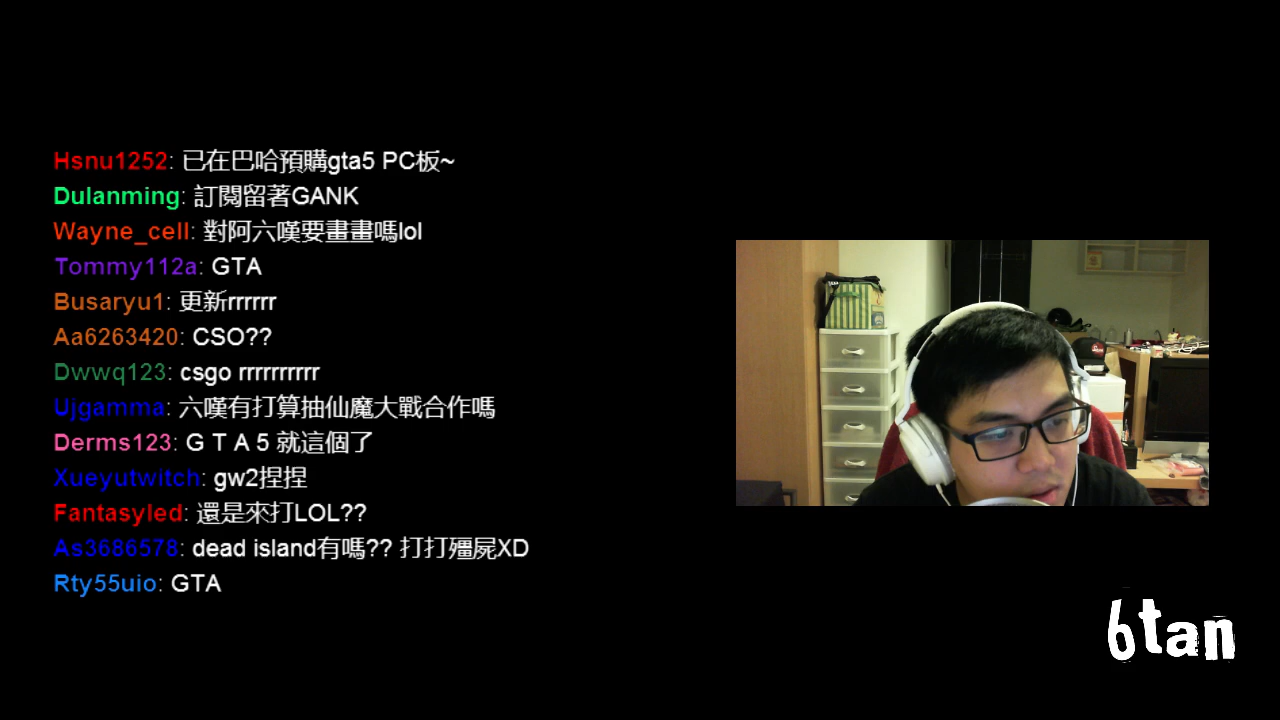 Hsnu1252: 已在巴哈預購gta5 PC板~
Dulanming: 訂閱留著GANK
Wayne_cell: 對阿六嘆要畫畫嗎lol
Tommy112a: GTA
Busaryu1: 更新rrrrrr
Aa6263420: CSO??
Dwwq123: csgo rrrrrrrrrr
Ujgamma: 六嘆有打算抽仙魔大戰合作嗎
Derms123: G T A 5 就這個了
Xueyutwitch: gw2捏捏
Fantasyled: 還是來打LOL??
As3686578: dead island有嗎?? 打打殭屍XD
Rty55uio: GTA
6tan